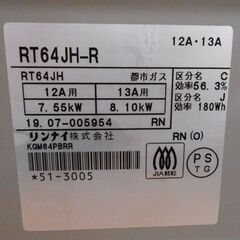 12A・13A
RT64JH-R
RT64JH 都市ガス
12A用 13A用
7.55kW 8.10kW
区分名 C
効率56.3%
区分名 J
効率 180Wh
19.07-005954 RN
リンナイ株式会社
RN(O)
KGM64PBRR
*51-3005
JIA
PS
TG